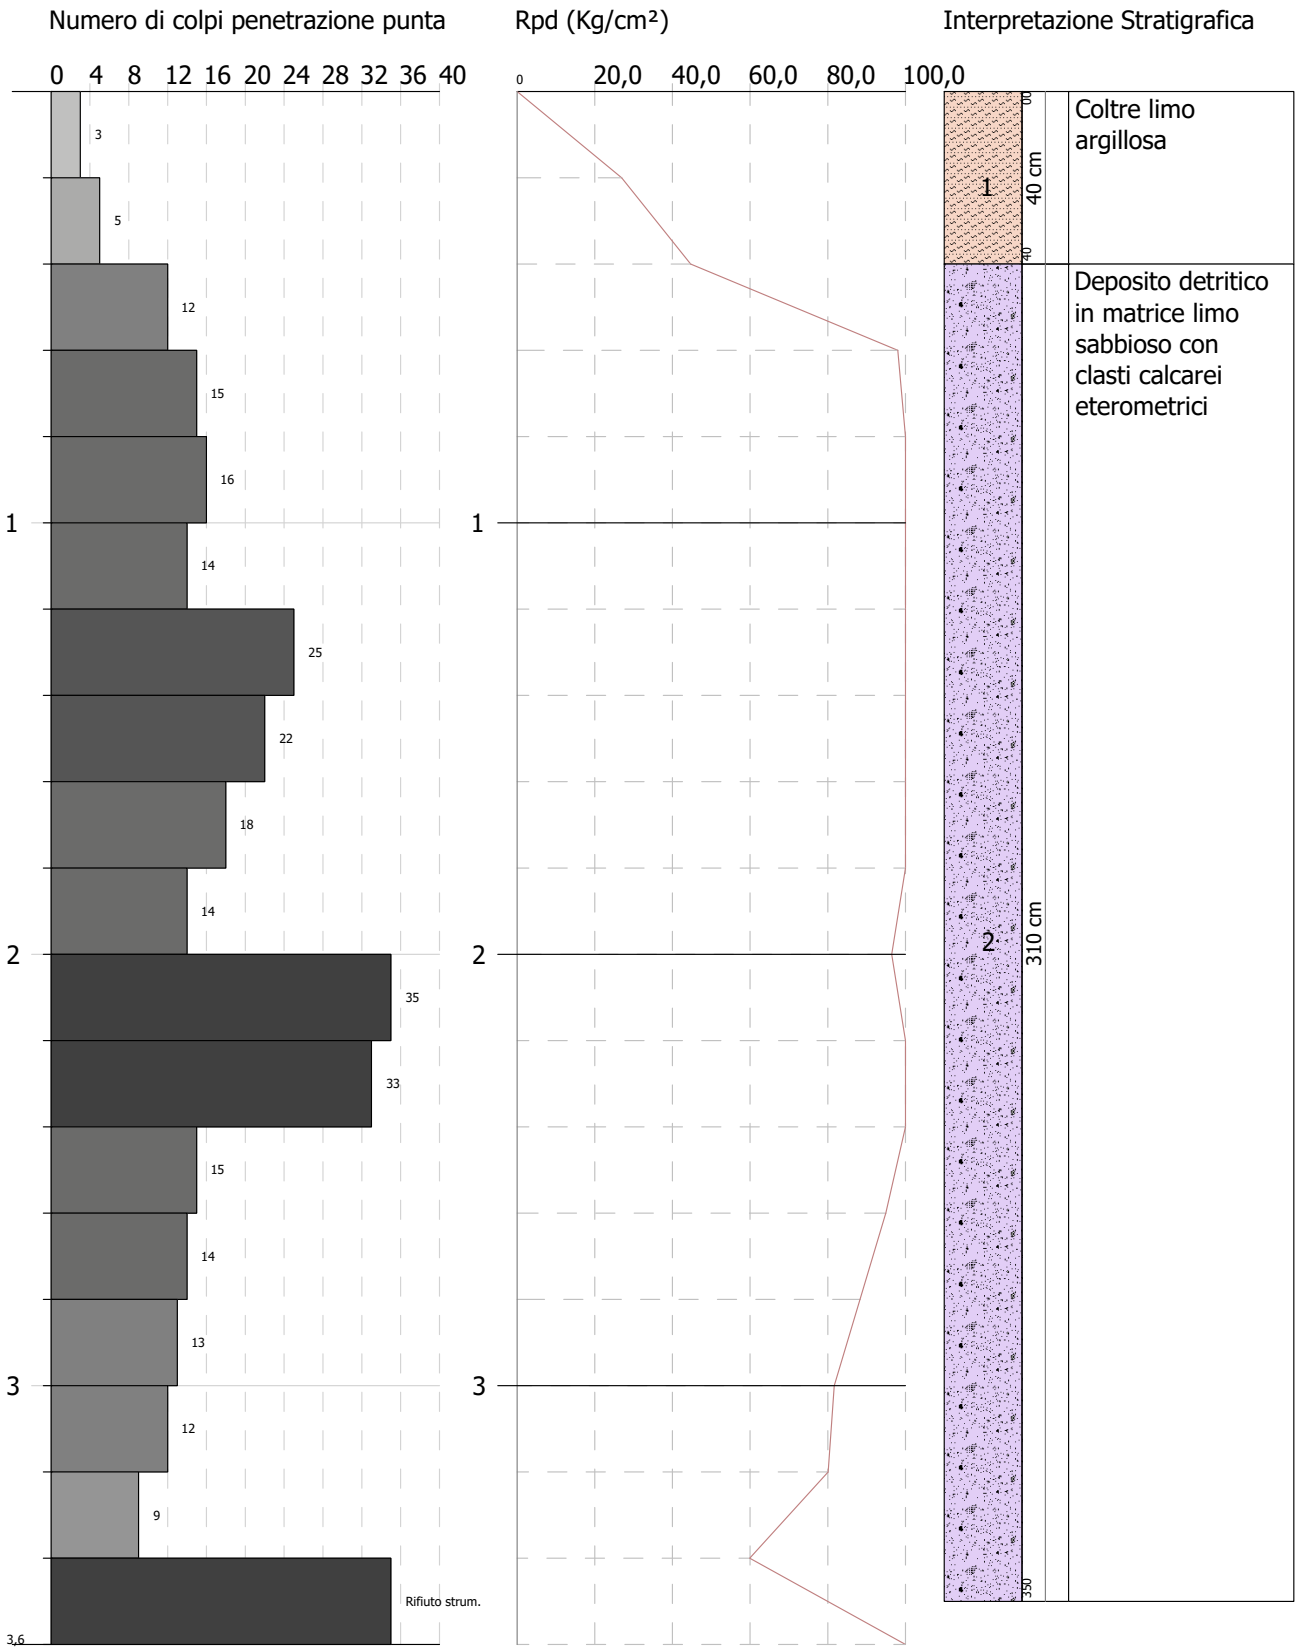 Numero di colpi penetrazione punta
Rpd (Kg/cm²)
Interpretazione Stratigrafica
0 4 8 12 16 20 24 28 32 36 40
0 20,0 40,0 60,0 80,0 100,0
3
5
12
15
16
1
14
25
22
18
14
2
35
33
15
14
13
3
12
9
Rifiuto strum.
3,6
1
2
3
00
1
40 cm
40
Coltre limo
argillosa
2
310 cm
350
Deposito detritico
in matrice limo
sabbioso con
clasti calcarei
eterometrici